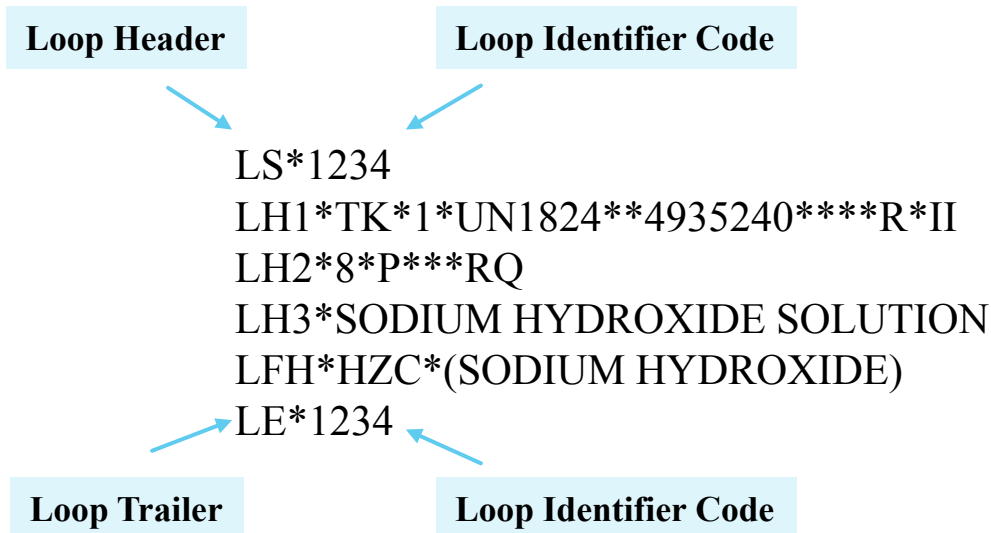 Loop Header
Loop Identifier Code
LS*1234
LH1*TK*1*UN1824**4935240****R*II
LH2*8*P***RQ
LH3*SODIUM HYDROXIDE SOLUTION
LFH*HZC*(SODIUM HYDROXIDE)
LE*1234
Loop Trailer
Loop Identifier Code